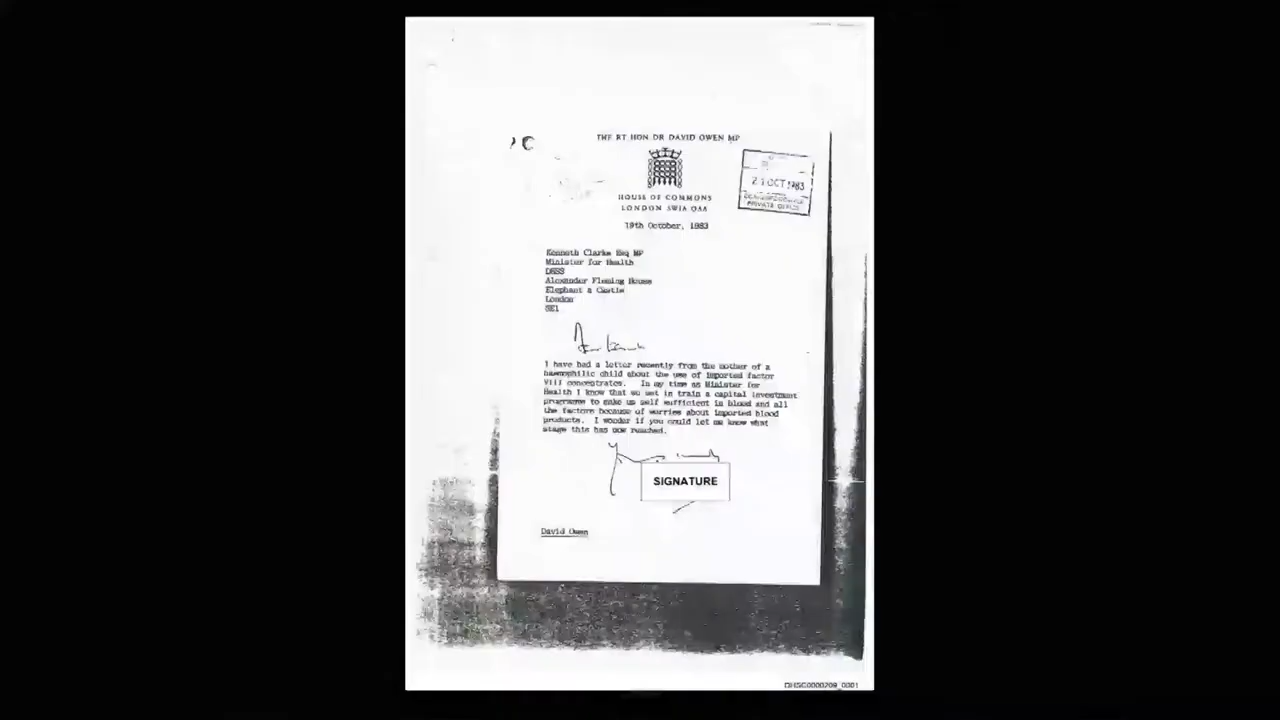 THE RT HON DR DAVID OWEN MP
HOUSE OF COMMONS
LONDON SW1A 0AA
21 OCT 1983
PRIVATE OFFICE
19th October, 1983
Kenneth Clarke Esq MP
Minister for Health
DHSS
Alexander Fleming House
Elephant & Castle
London
SE1
I have had a letter recently from the mother of a
haemophilic child about the use of imported factor
VIII concentrates. In my time as Minister for
Health I know that we set in train a capital investment
programme to make us self sufficient in blood and all
the factors because of worries about imported blood
products. I wonder if you could let me know what
stage this has now reached.
SIGNATURE
David Owen
DHSC0000209_0001